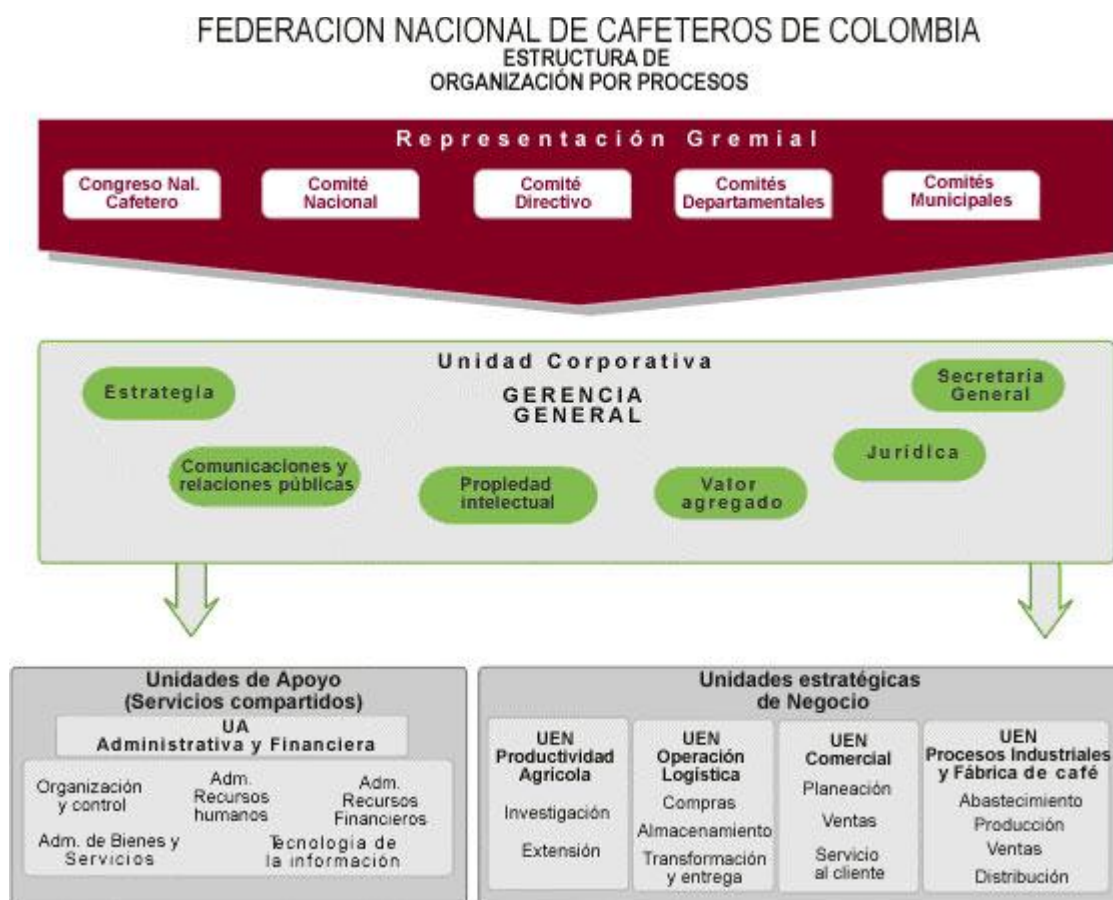 FEDERACION NACIONAL DE CAFETEROS DE COLOMBIA
ESTRUCTURA DE
ORGANIZACIÓN POR PROCESOS
Representación Gremial
Congreso Nal.
Cafetero
Comité
Nacional
Comité
Directivo
Comités
Departamentales
Comités
Municipales
Unidad Corporativa
GERENCIA
GENERAL
Estrategia
Comunicaciones y
relaciones públicas
Propiedad
intelectual
Valor
agregado
Jurídica
Secretaría
General
Unidades de Apoyo
(Servicios compartidos)
UA
Administrativa y Financiera
Organización
y control
Adm.
Recursos
humanos
Adm.
Recursos
Financieros
Adm. de Bienes y
Servicios
Tecnología de
la información
Unidades estratégicas
de Negocio
UEN
Productividad
Agrícola
Investigación
Extensión
UEN
Operación
Logística
Compras
Almacenamiento
Transformación
y entrega
UEN
Comercial
Planeación
Ventas
Servicio
al cliente
UEN
Procesos Industriales
y Fábrica de café
Abastecimiento
Producción
Ventas
Distribución